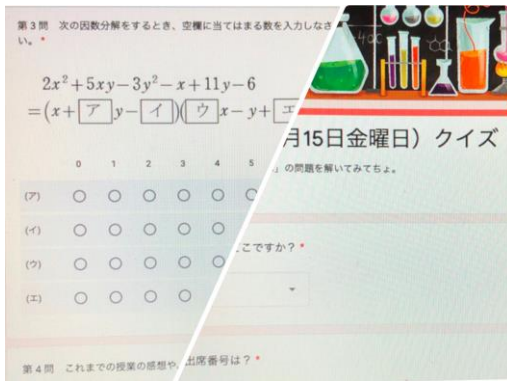 第3問 次の因数分解をするとき、空欄に当てはまる数を入力しなさ
い。*
2x²+5xy−3y²−x+11y−6
=(x+ア y−イ)(ウ x−y+エ
0 1 2 3 4 5
(ア)
(イ)
(ウ)
(エ)
第4問 これまでの授業の感想や
月15日金曜日）クイズ
」の問題を解いてみてちょ。
こですか？*
出席番号は？*